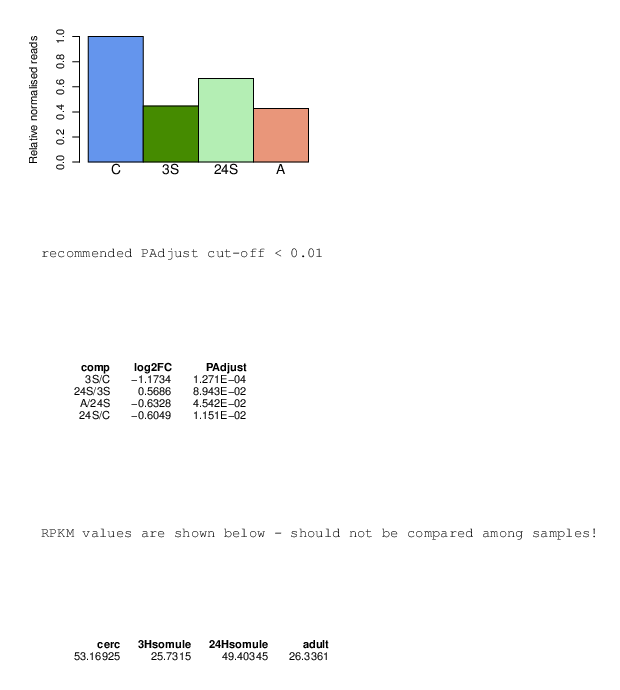 Relative normalised reads
1.0
0.8
0.6
0.4
0.2
0.0
C 3S 24S A
recommended PAdjust cut-off < 0.01
comp log2FC PAdjust
3S/C −1.1734 1.271E−04
24S/3S 0.5686 8.943E−02
A/24S −0.6328 4.542E−02
24S/C −0.6049 1.151E−02
RPKM values are shown below - should not be compared among samples!
cerc 3Hsomule 24Hsomule adult
53.16925 25.7315 49.40345 26.3361